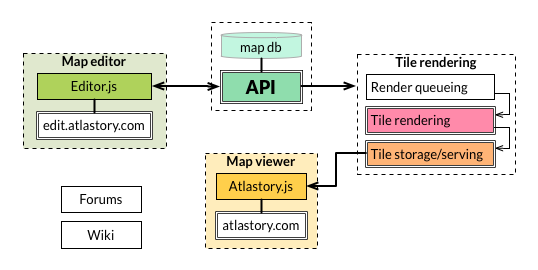 map db
API
Map editor
Editor.js
edit.atlastory.com
Tile rendering
Render queueing
Tile rendering
Tile storage/serving
Map viewer
Atlastory.js
atlastory.com
Forums
Wiki